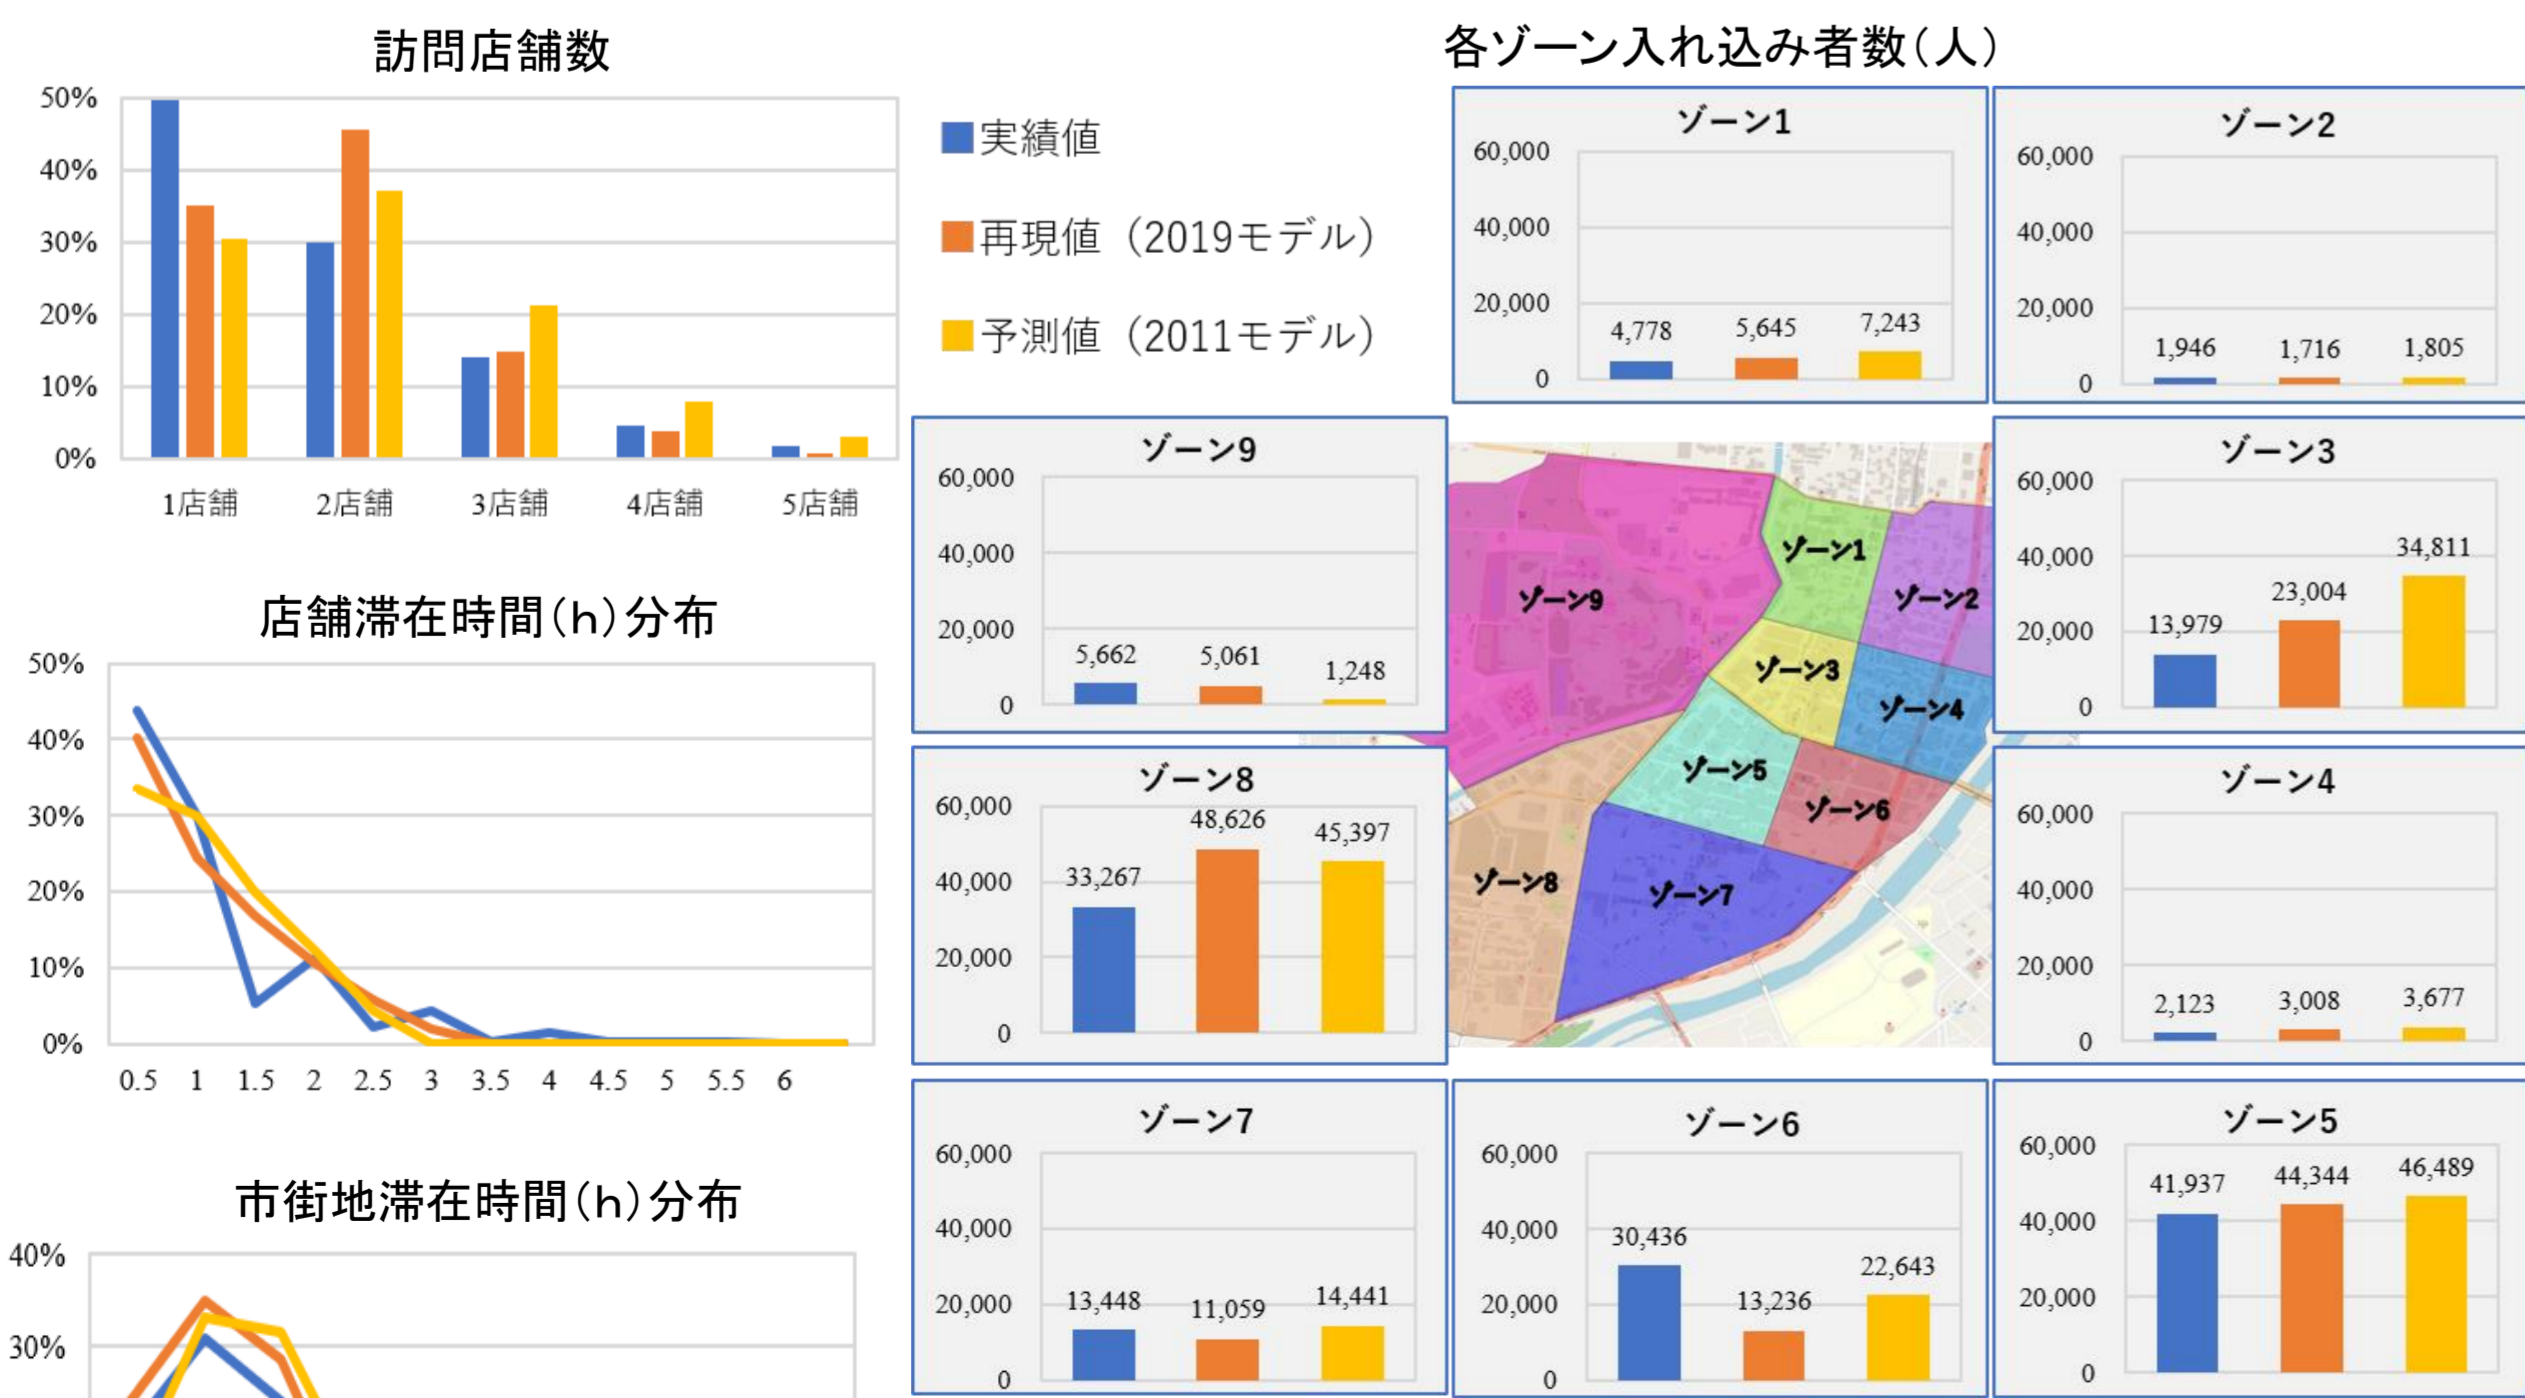 訪問店舗数
50%
40%
30%
20%
10%
0%
1店舗 2店舗 3店舗 4店舗 5店舗
実績値
再現値（2019モデル）
予測値（2011モデル）
店舗滞在時間（h）分布
50%
40%
30%
20%
10%
0%
0.5 1 1.5 2 2.5 3 3.5 4 4.5 5 5.5 6
市街地滞在時間（h）分布
40%
30%
各ゾーン入れ込み者数（人）
ゾーン1
60,000
40,000
20,000
0
4,778 5,645 7,243
ゾーン2
60,000
40,000
20,000
0
1,946 1,716 1,805
ゾーン9
60,000
40,000
20,000
0
5,662 5,061 1,248
ゾーン1
ゾーン2
ゾーン9
ゾーン3
ゾーン4
ゾーン5
ゾーン6
ゾーン8
ゾーン7
ゾーン3
60,000
40,000
20,000
0
13,979 23,004 34,811
ゾーン8
60,000
40,000
20,000
0
33,267 48,626 45,397
ゾーン4
60,000
40,000
20,000
0
2,123 3,008 3,677
ゾーン7
60,000
40,000
20,000
0
13,448 11,059 14,441
ゾーン6
60,000
40,000
20,000
0
30,436 13,236 22,643
ゾーン5
60,000
40,000
20,000
0
41,937 44,344 46,489